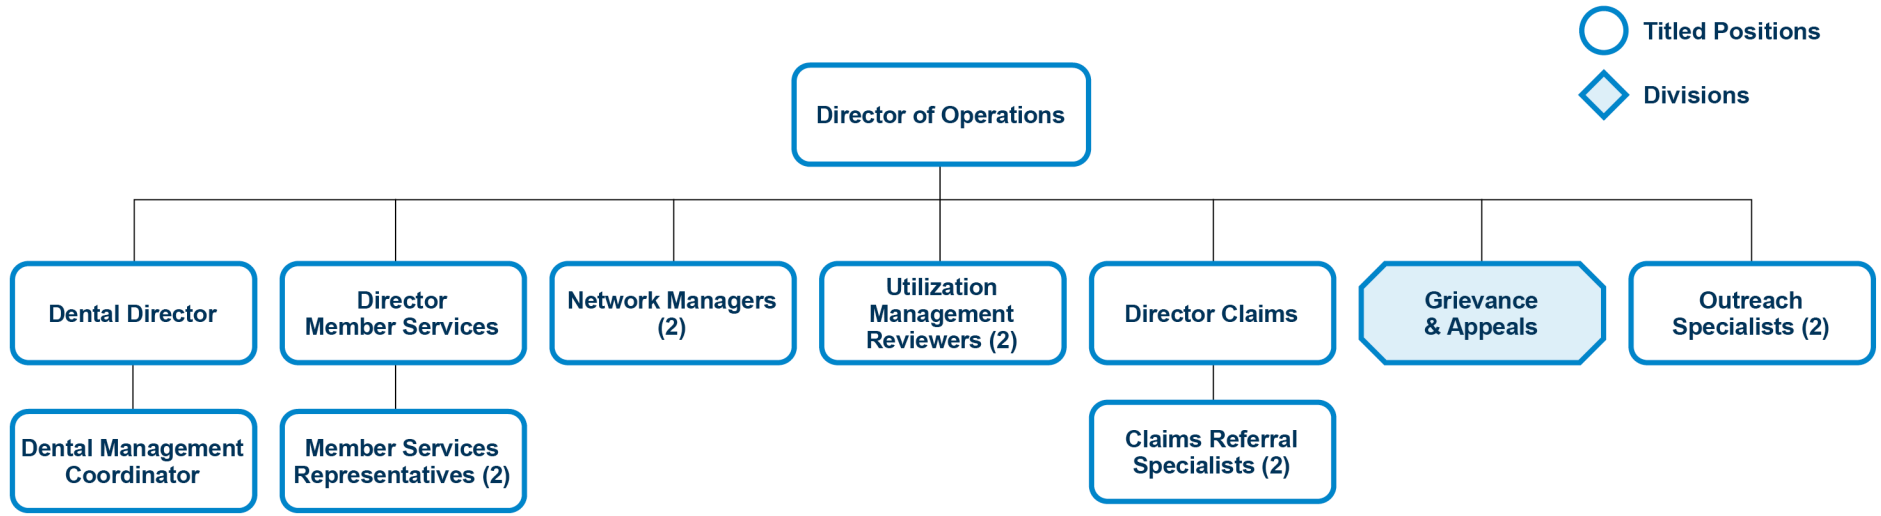 Titled Positions
Divisions
Director of Operations
Dental Director
Director
Member Services
Network Managers
(2)
Utilization
Management
Reviewers (2)
Director Claims
Grievance
& Appeals
Outreach
Specialists (2)
Dental Management
Coordinator
Member Services
Representatives (2)
Claims Referral
Specialists (2)